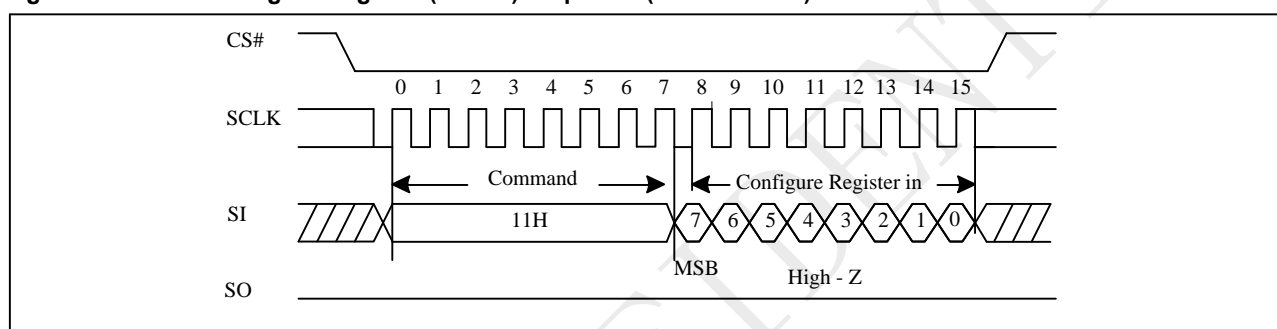 CS#
0 1 2 3 4 5 6 7 8 9 10 11 12 13 14 15
SCLK
Command Configure Register in
SI 11H 7 6 5 4 3 2 1 0
MSB High - Z
SO